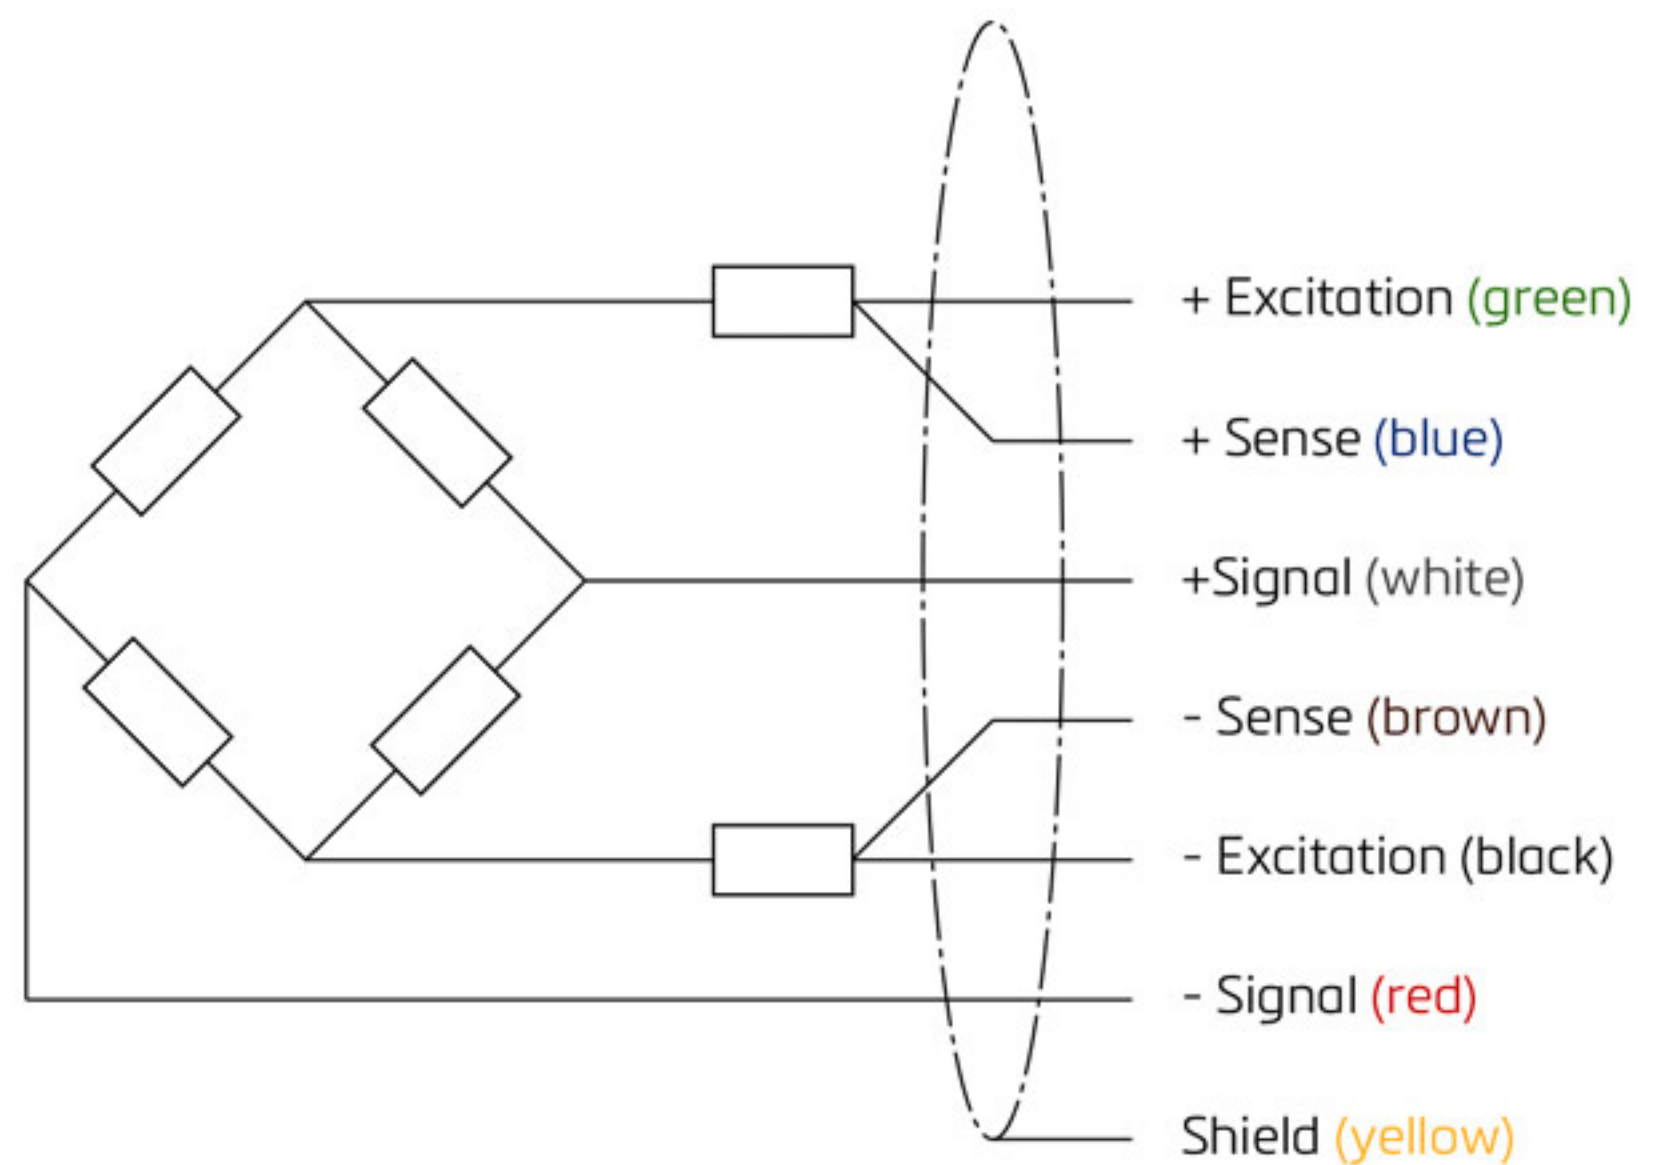 + Excitation (green)
+ Sense (blue)
+Signal (white)
- Sense (brown)
- Excitation (black)
- Signal (red)
Shield (yellow)